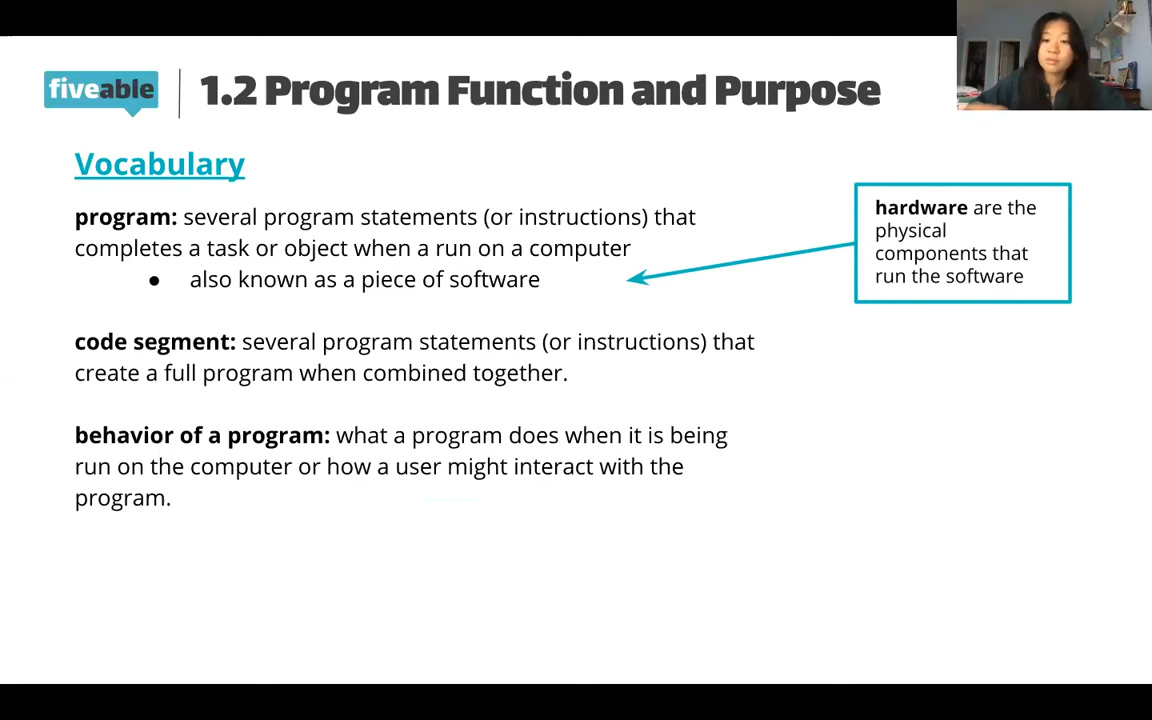 fiveable
1.2 Program Function and Purpose
Vocabulary
program: several program statements (or instructions) that
completes a task or object when a run on a computer
● also known as a piece of software
hardware are the
physical
components that
run the software
code segment: several program statements (or instructions) that
create a full program when combined together.
behavior of a program: what a program does when it is being
run on the computer or how a user might interact with the
program.